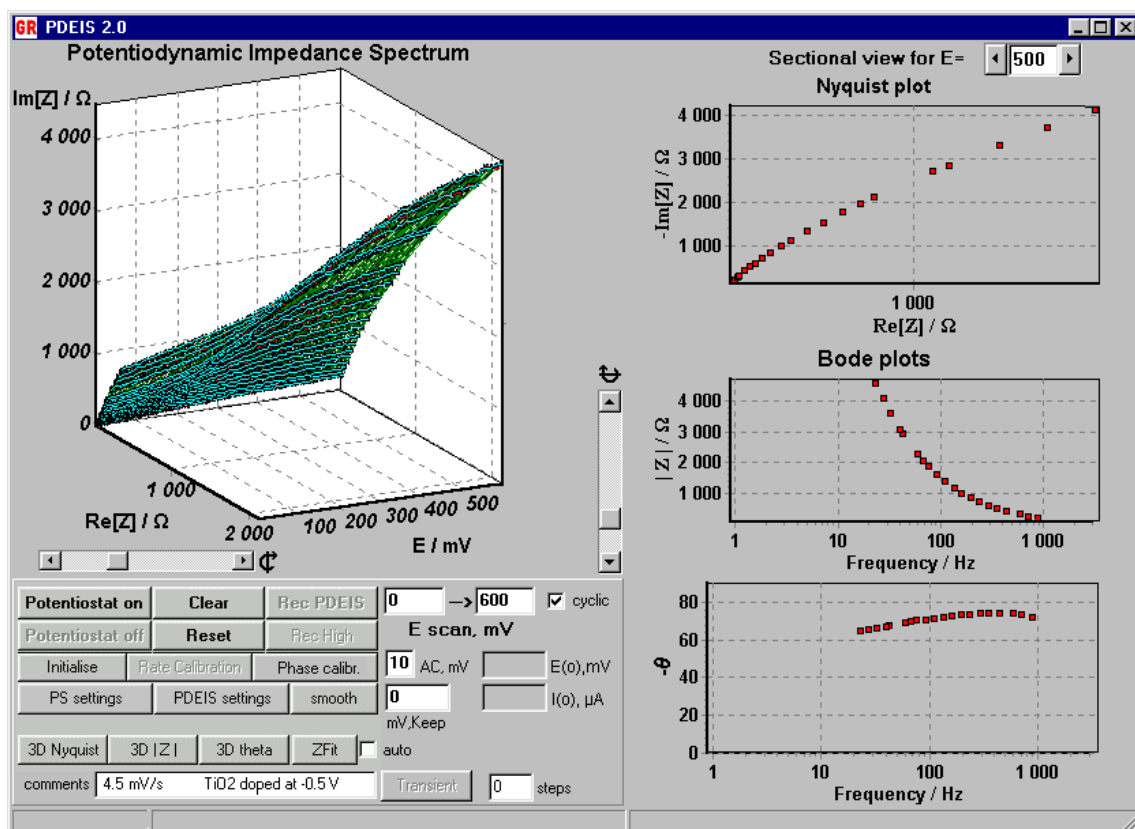 GR PDEIS 2.0
Potentiodynamic Impedance Spectrum
Im[Z] / Ω
4 000
3 000
2 000
1 000
0
1 000
2 000
Re[Z] / Ω
100 200 300 400 500
E / mV
Sectional view for E= 500
Nyquist plot
-Im[Z] / Ω
4 000
3 000
2 000
1 000
1 000
Re[Z] / Ω
Bode plots
| Z | / Ω
4 000
3 000
2 000
1 000
1 10 100 1 000
Frequency / Hz
-θ
80
60
40
20
0
1 10 100 1 000
Frequency / Hz
Potentiostat on Clear Rec PDEIS 0 —> 600 cyclic
Potentiostat off Reset Rec High E scan, mV
Initialise Rate Calibration Phase calibr. 10 AC, mV E(o),mV
PS settings PDEIS settings smooth 0 I(o), µA
mV,Keep
3D Nyquist 3D |Z| 3D theta ZFit auto
comments 4.5 mV/s TiO2 doped at -0.5 V Transient 0 steps